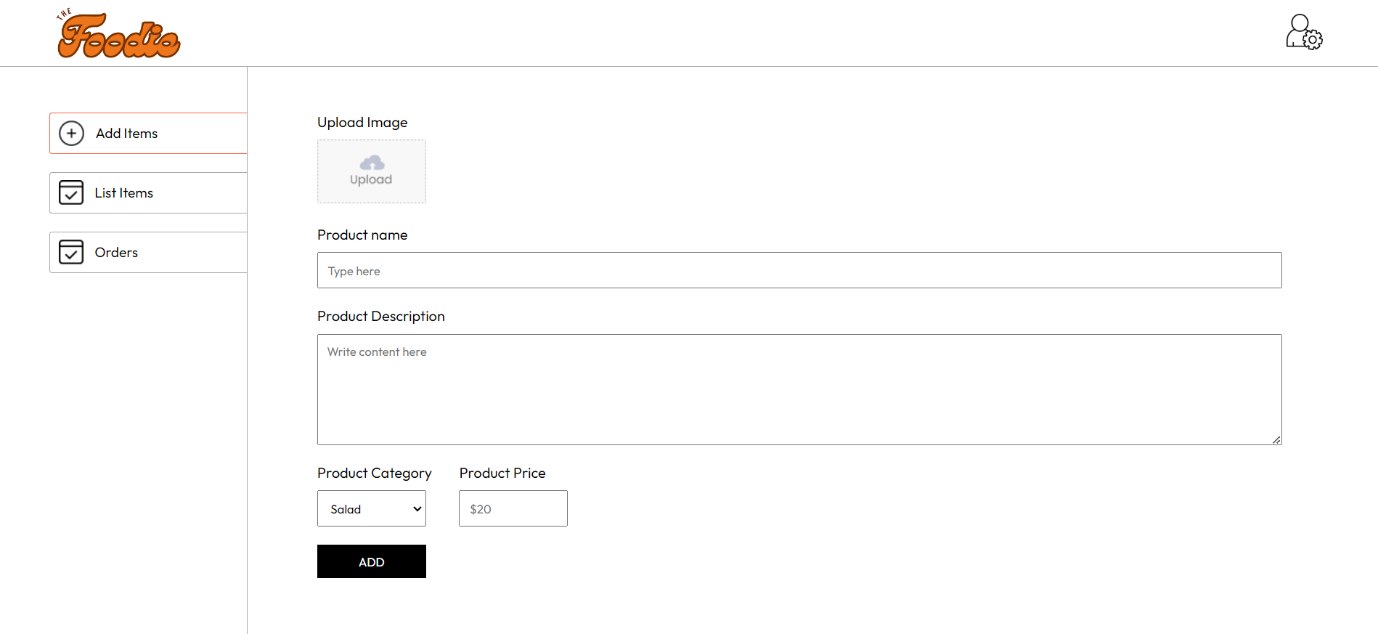 THE
Foodie
Add Items
List Items
Orders
Upload Image
Upload
Product name
Type here
Product Description
Write content here
Product Category
Product Price
Salad
$20
ADD